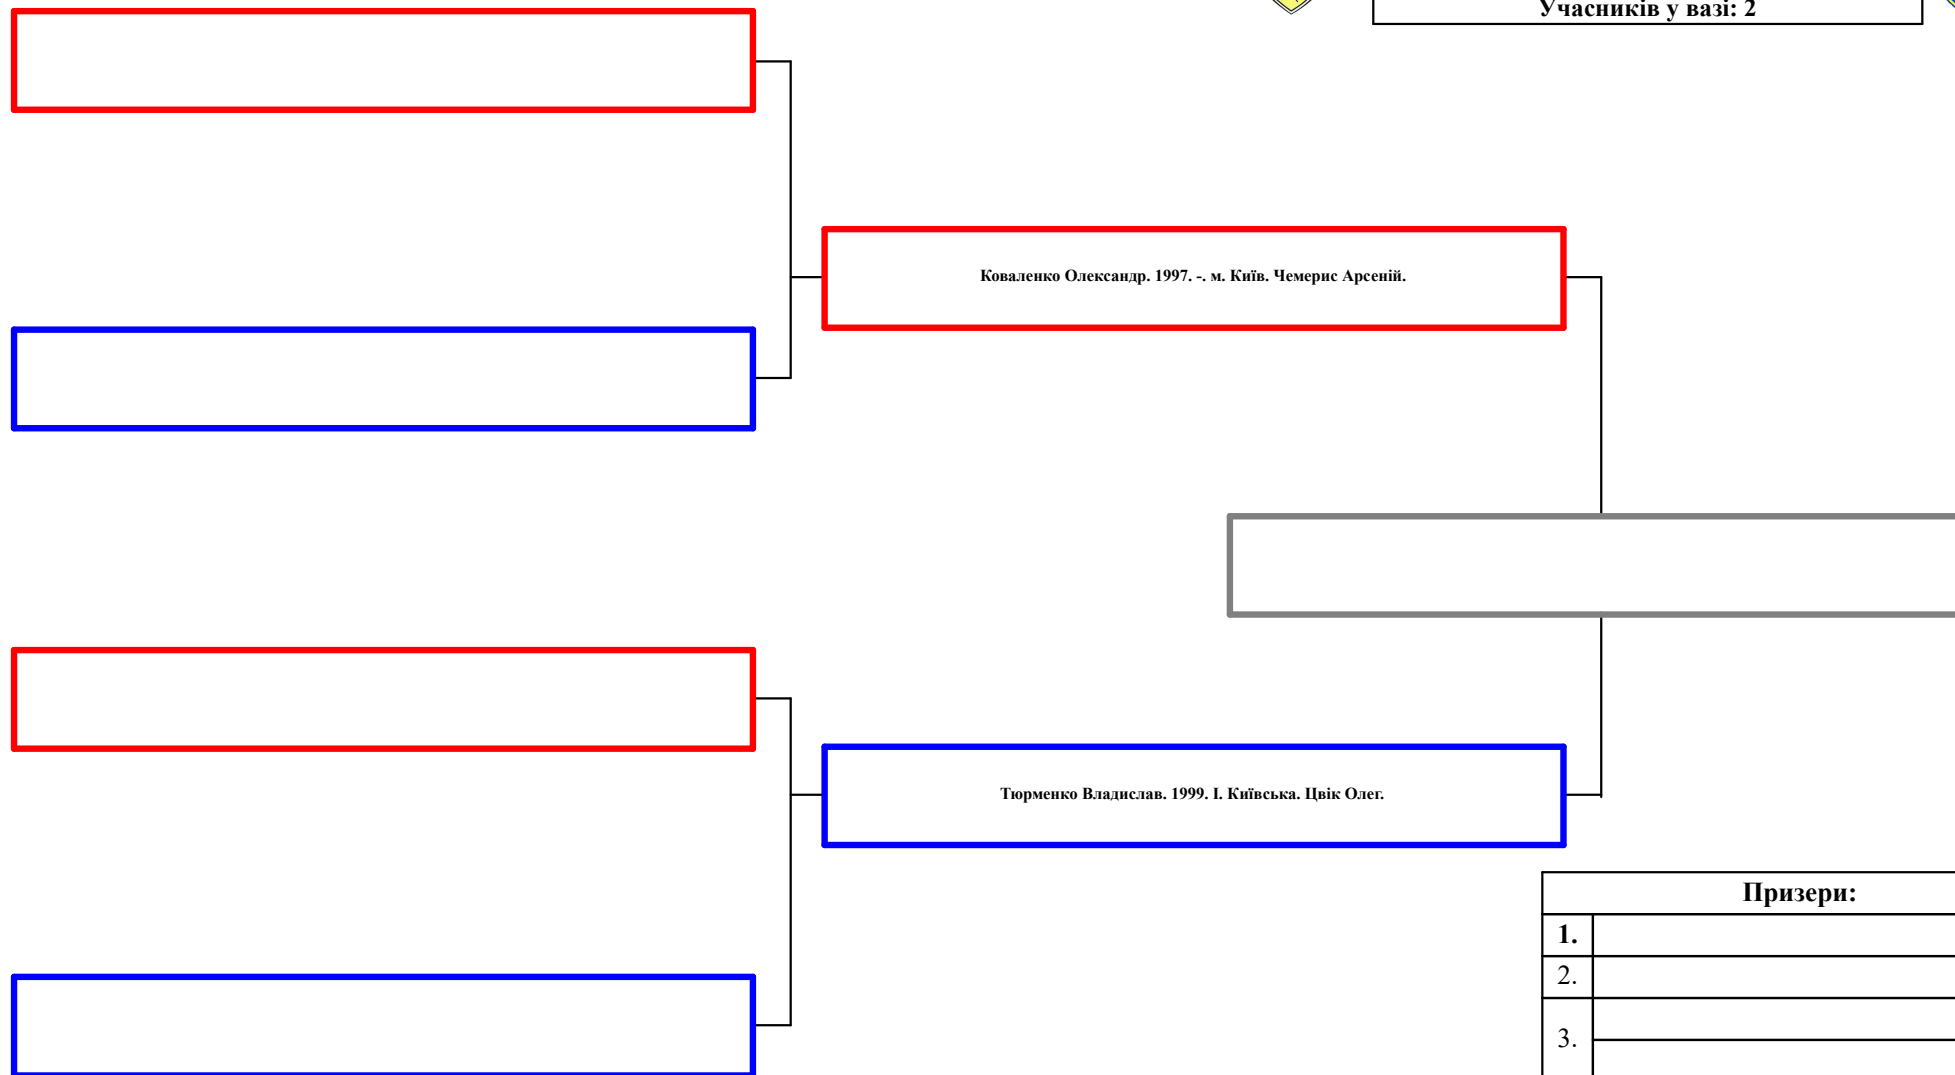 Учасників у вазі: 2
Коваленко Олександр. 1997. -. м. Київ. Чемерис Арсеній.
Тюрменко Владислав. 1999. І. Київська. Цвік Олег.
Призери:
1.
2.
3.